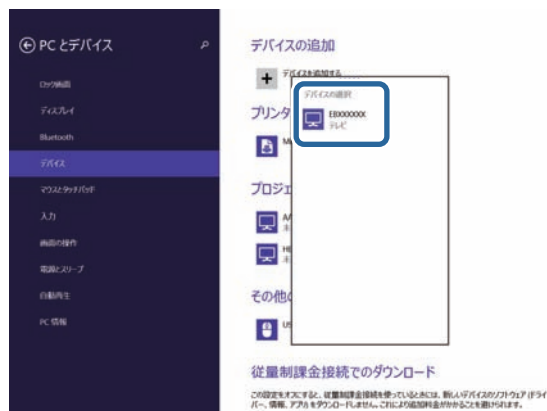 PC とデバイス
ロック画面
ディスプレイ
Bluetooth
デバイス
マウスとタッチパッド
入力
画面の操作
電源とスリープ
自動再生
PC 情報
デバイスの追加
デバイスを追加する
デバイスの選択
EBXXXXXX
テレビ
プリンタ
M
プロジェ
A
未
HE
未
その他の
US
従量制課金接続でのダウンロード
この設定をオフにすると、従量制課金接続を使っているときには、新しいデバイスのソフトウェア (ドライ
バー、情報、アプリ) をダウンロードしません。これにより追加料金がかかることを避けられます。